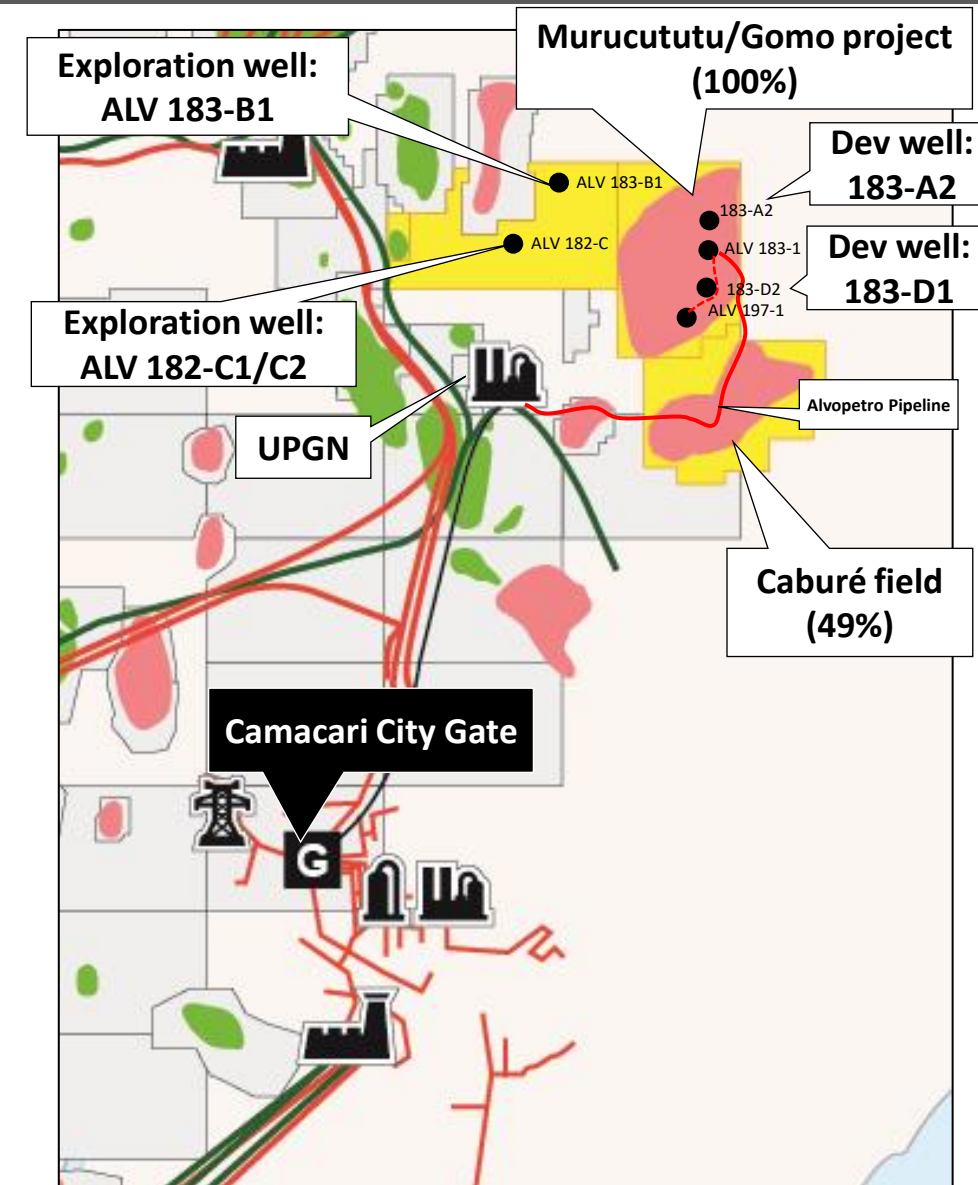 Murucututu/Gomo project
(100%)
Exploration well:
ALV 183-B1
Dev well:
183-A2
ALV 183-B1
183-A2
ALV 182-C
ALV 183-1
Dev well:
183-D1
183-D2
ALV 197-1
Exploration well:
ALV 182-C1/C2
Alvopetro Pipeline
UPGN
Caburé field
(49%)
Camacari City Gate
G